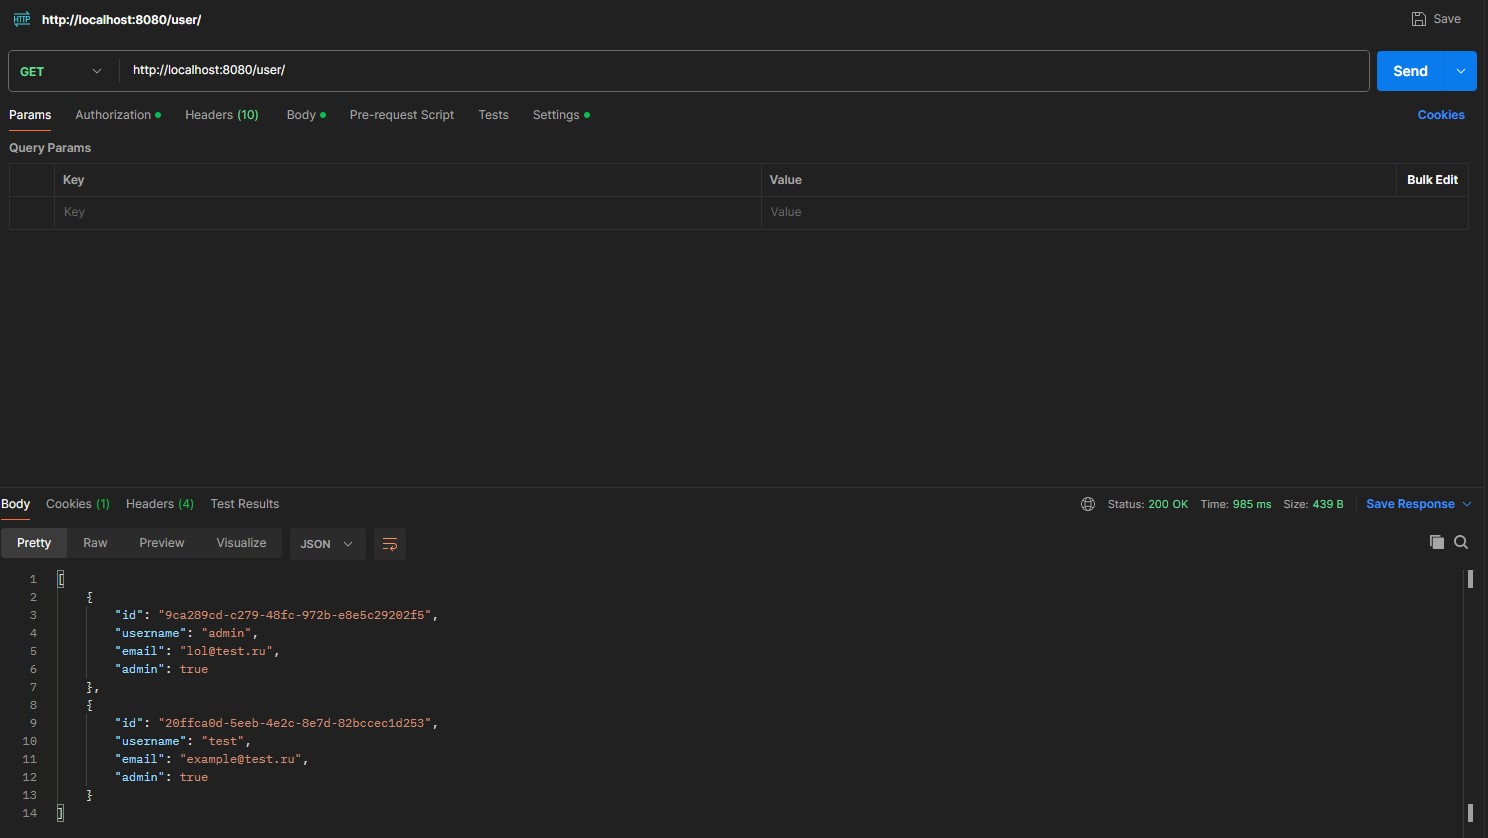 HTTP http://localhost:8080/user/ Save
GET http://localhost:8080/user/ Send
Params Authorization Headers (10) Body Pre-request Script Tests Settings Cookies
Query Params
Key Value Bulk Edit
Key Value
Body Cookies (1) Headers (4) Test Results Status: 200 OK Time: 985 ms Size: 439 B Save Response
Pretty Raw Preview Visualize JSON
1 [
2 {
3 "id": "9ca289cd-c279-48fc-972b-e8e5c29202f5",
4 "username": "admin",
5 "email": "lol@test.ru",
6 "admin": true
7 },
8 {
9 "id": "20ffca0d-5eeb-4e2c-8e7d-82bccec1d253",
10 "username": "test",
11 "email": "example@test.ru",
12 "admin": true
13 }
14 ]